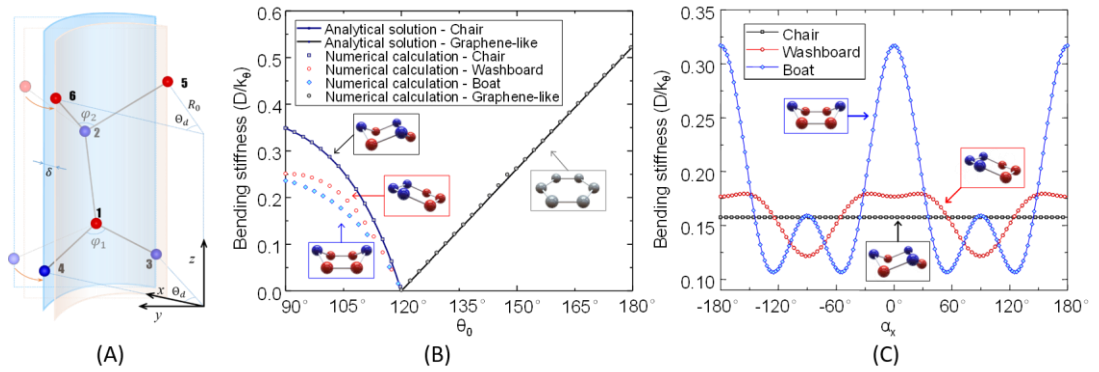 6
5
R₀
φ₂
2
Θd
δ
1
φ₁
z
4
3
x
Θd
y
(A)
Bending stiffness (D/kθ)
0.6
0.5
0.4
0.3
0.2
0.1
0.0
Analytical solution - Chair
Analytical solution - Graphene-like
Numerical calculation - Chair
Numerical calculation - Washboard
Numerical calculation - Boat
Numerical calculation - Graphene-like
90° 105° 120° 135° 150° 165° 180°
θ₀
(B)
Bending stiffness (D/kθ)
0.35
0.30
0.25
0.20
0.15
0.10
Chair
Washboard
Boat
-180° -120° -60° 0° 60° 120° 180°
αx
(C)